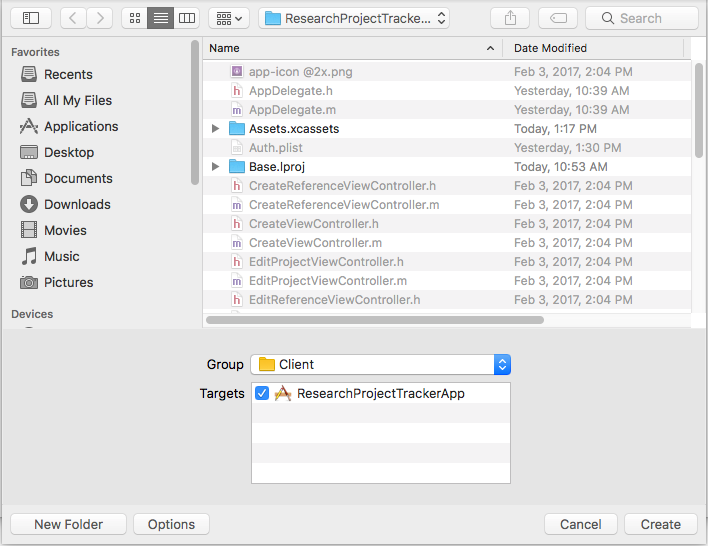 ResearchProjectTracke...
Search
Favorites
Recents
All My Files
Applications
Desktop
Documents
Downloads
Movies
Music
Pictures
Devices
Name Date Modified
app-icon @2x.png Feb 3, 2017, 2:04 PM
h AppDelegate.h Yesterday, 10:39 AM
m AppDelegate.m Yesterday, 10:39 AM
Assets.xcassets Today, 1:17 PM
Auth.plist Yesterday, 1:30 PM
Base.lproj Today, 10:53 AM
h CreateReferenceViewController.h Feb 3, 2017, 2:04 PM
m CreateReferenceViewController.m Feb 3, 2017, 2:04 PM
h CreateViewController.h Feb 3, 2017, 2:04 PM
m CreateViewController.m Feb 3, 2017, 2:04 PM
h EditProjectViewController.h Feb 3, 2017, 2:04 PM
m EditProjectViewController.m Feb 3, 2017, 2:04 PM
h EditReferenceViewController.h Feb 3, 2017, 2:04 PM
Group Client
Targets ResearchProjectTrackerApp
New Folder Options Cancel Create